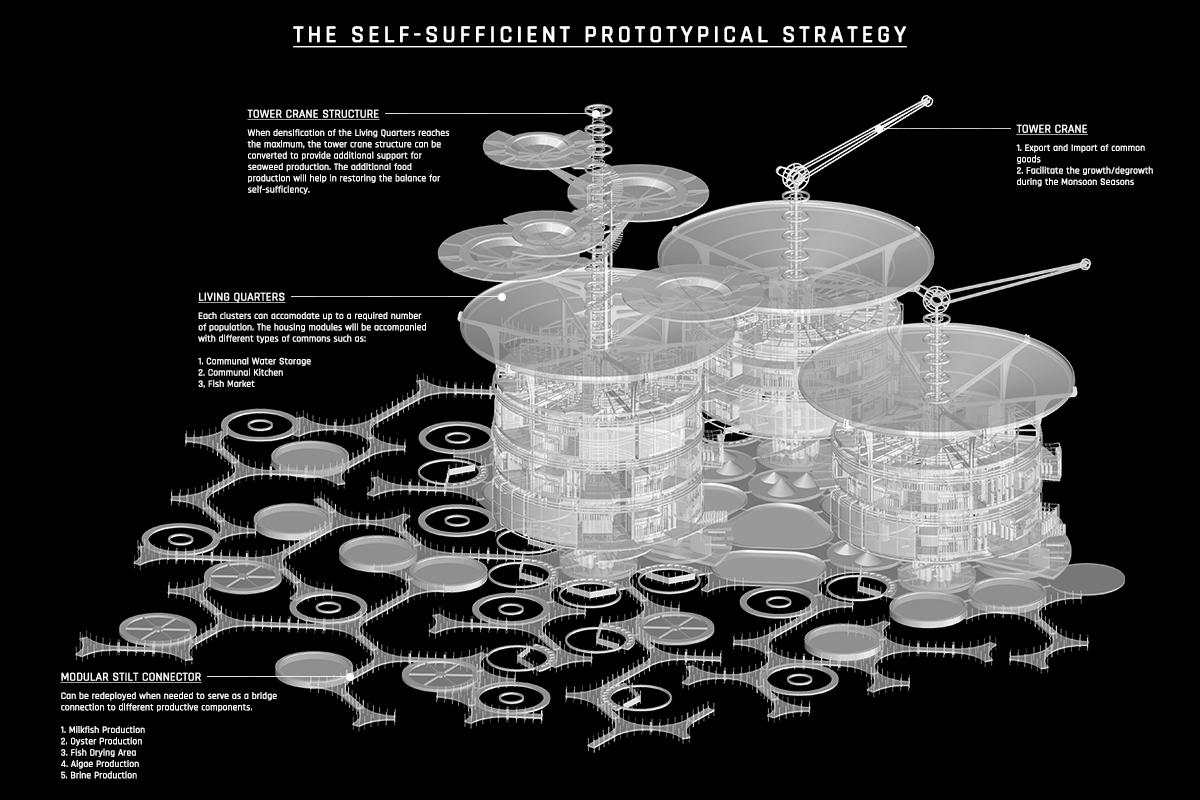 THE SELF-SUFFICIENT PROTOTYPICAL STRATEGY
TOWER CRANE STRUCTURE
When densification of the Living Quarters reaches
the maximum, the tower crane structure can be
converted to provide additional support for
seaweed production. The additional food
production will help in restoring the balance for
self-sufficiency.
TOWER CRANE
1. Export and Import of common
goods
2. Facilitate the growth/degrowth
during the Monsoon Seasons
LIVING QUARTERS
Each clusters can accomodate up to a required number
of population. The housing modules will be accompanied
with different types of commons such as:
1. Communal Water Storage
2. Communal Kitchen
3, Fish Market
MODULAR STILT CONNECTOR
Can be redeployed when needed to serve as a bridge
connection to different productive components.
1. Milkfish Production
2. Oyster Production
3. Fish Drying Area
4. Algae Production
5. Brine Production